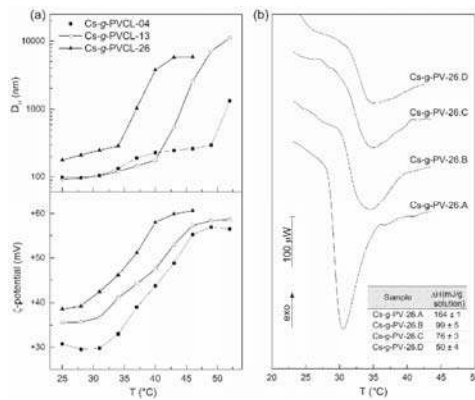 (a)
Cs-g-PVCL-04
Cs-g-PVCL-13
Cs-g-PVCL-26
10000
1000
100
D_H (nm)
+60
+50
+40
+30
ζ-potential (mV)
25 30 35 40 45 50
T (°C)
(b)
Cs-g-PV-26.D
Cs-g-PV-26.C
Cs-g-PV-26.B
Cs-g-PV-26.A
100 µW
exo
Sample ΔH(mJ/g solution)
Cs-g-PV-26.A 164 ± 1
Cs-g-PV-26.B 99 ± 5
Cs-g-PV-26.C 76 ± 3
Cs-g-PV-26.D 50 ± 4
25 30 35 40 45 50
T (°C)